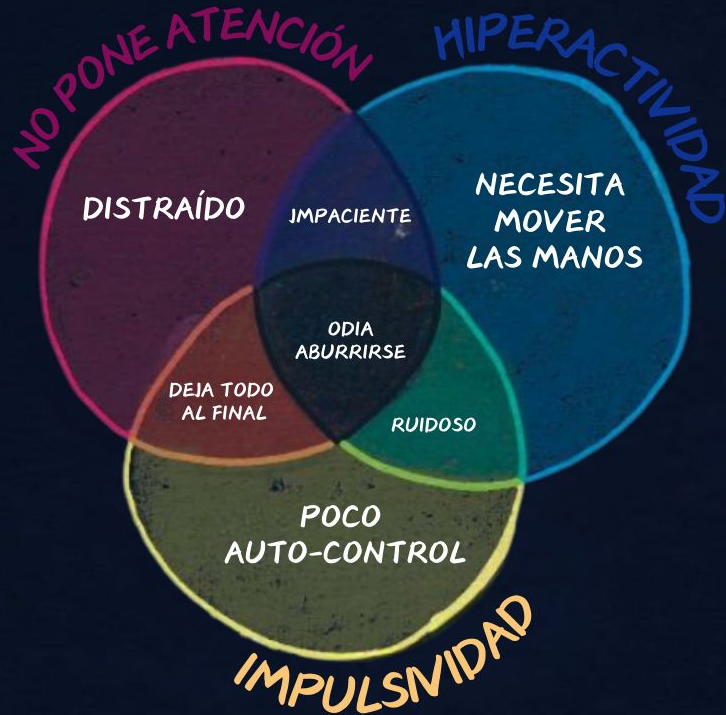 NO PONE ATENCIÓN
HIPERACTIVIDAD
DISTRAÍDO
IMPACIENTE
NECESITA
MOVER
LAS MANOS
ODIA
ABURRIRSE
DEJA TODO
AL FINAL
RUIDOSO
POCO
AUTO-CONTROL
IMPULSIVIDAD